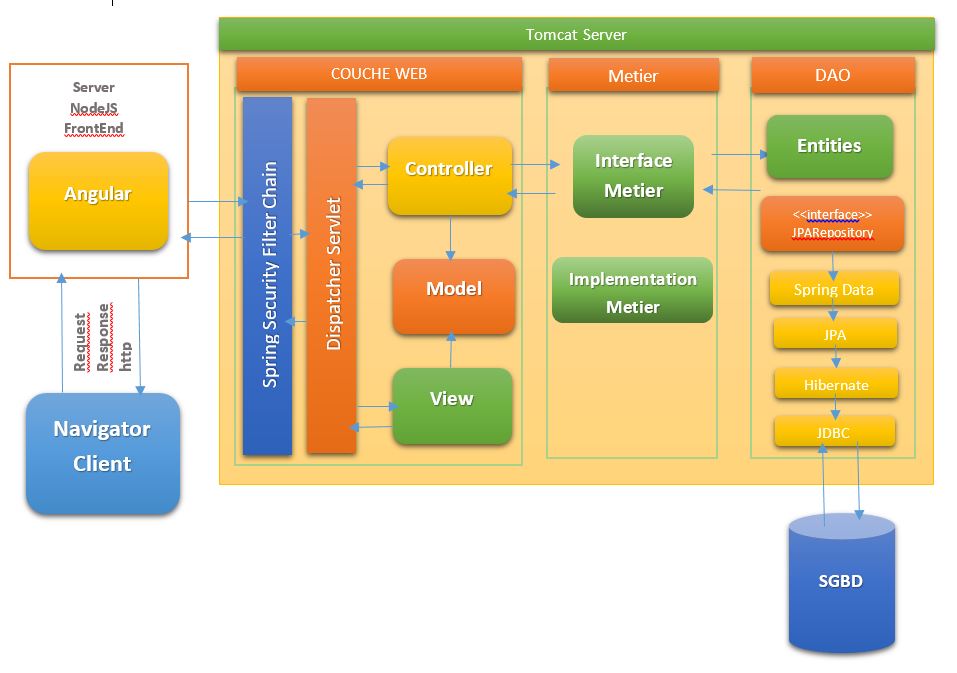 Tomcat Server
COUCHE WEB
Metier
DAO
Server
NodeJS
FrontEnd
Angular
Request
Response
http
Navigator
Client
Spring Security Filter Chain
Dispatcher Servlet
Controller
Model
View
Interface
Metier
Implementation
Metier
Entities
<<interface>>
JPARepository
Spring Data
JPA
Hibernate
JDBC
SGBD